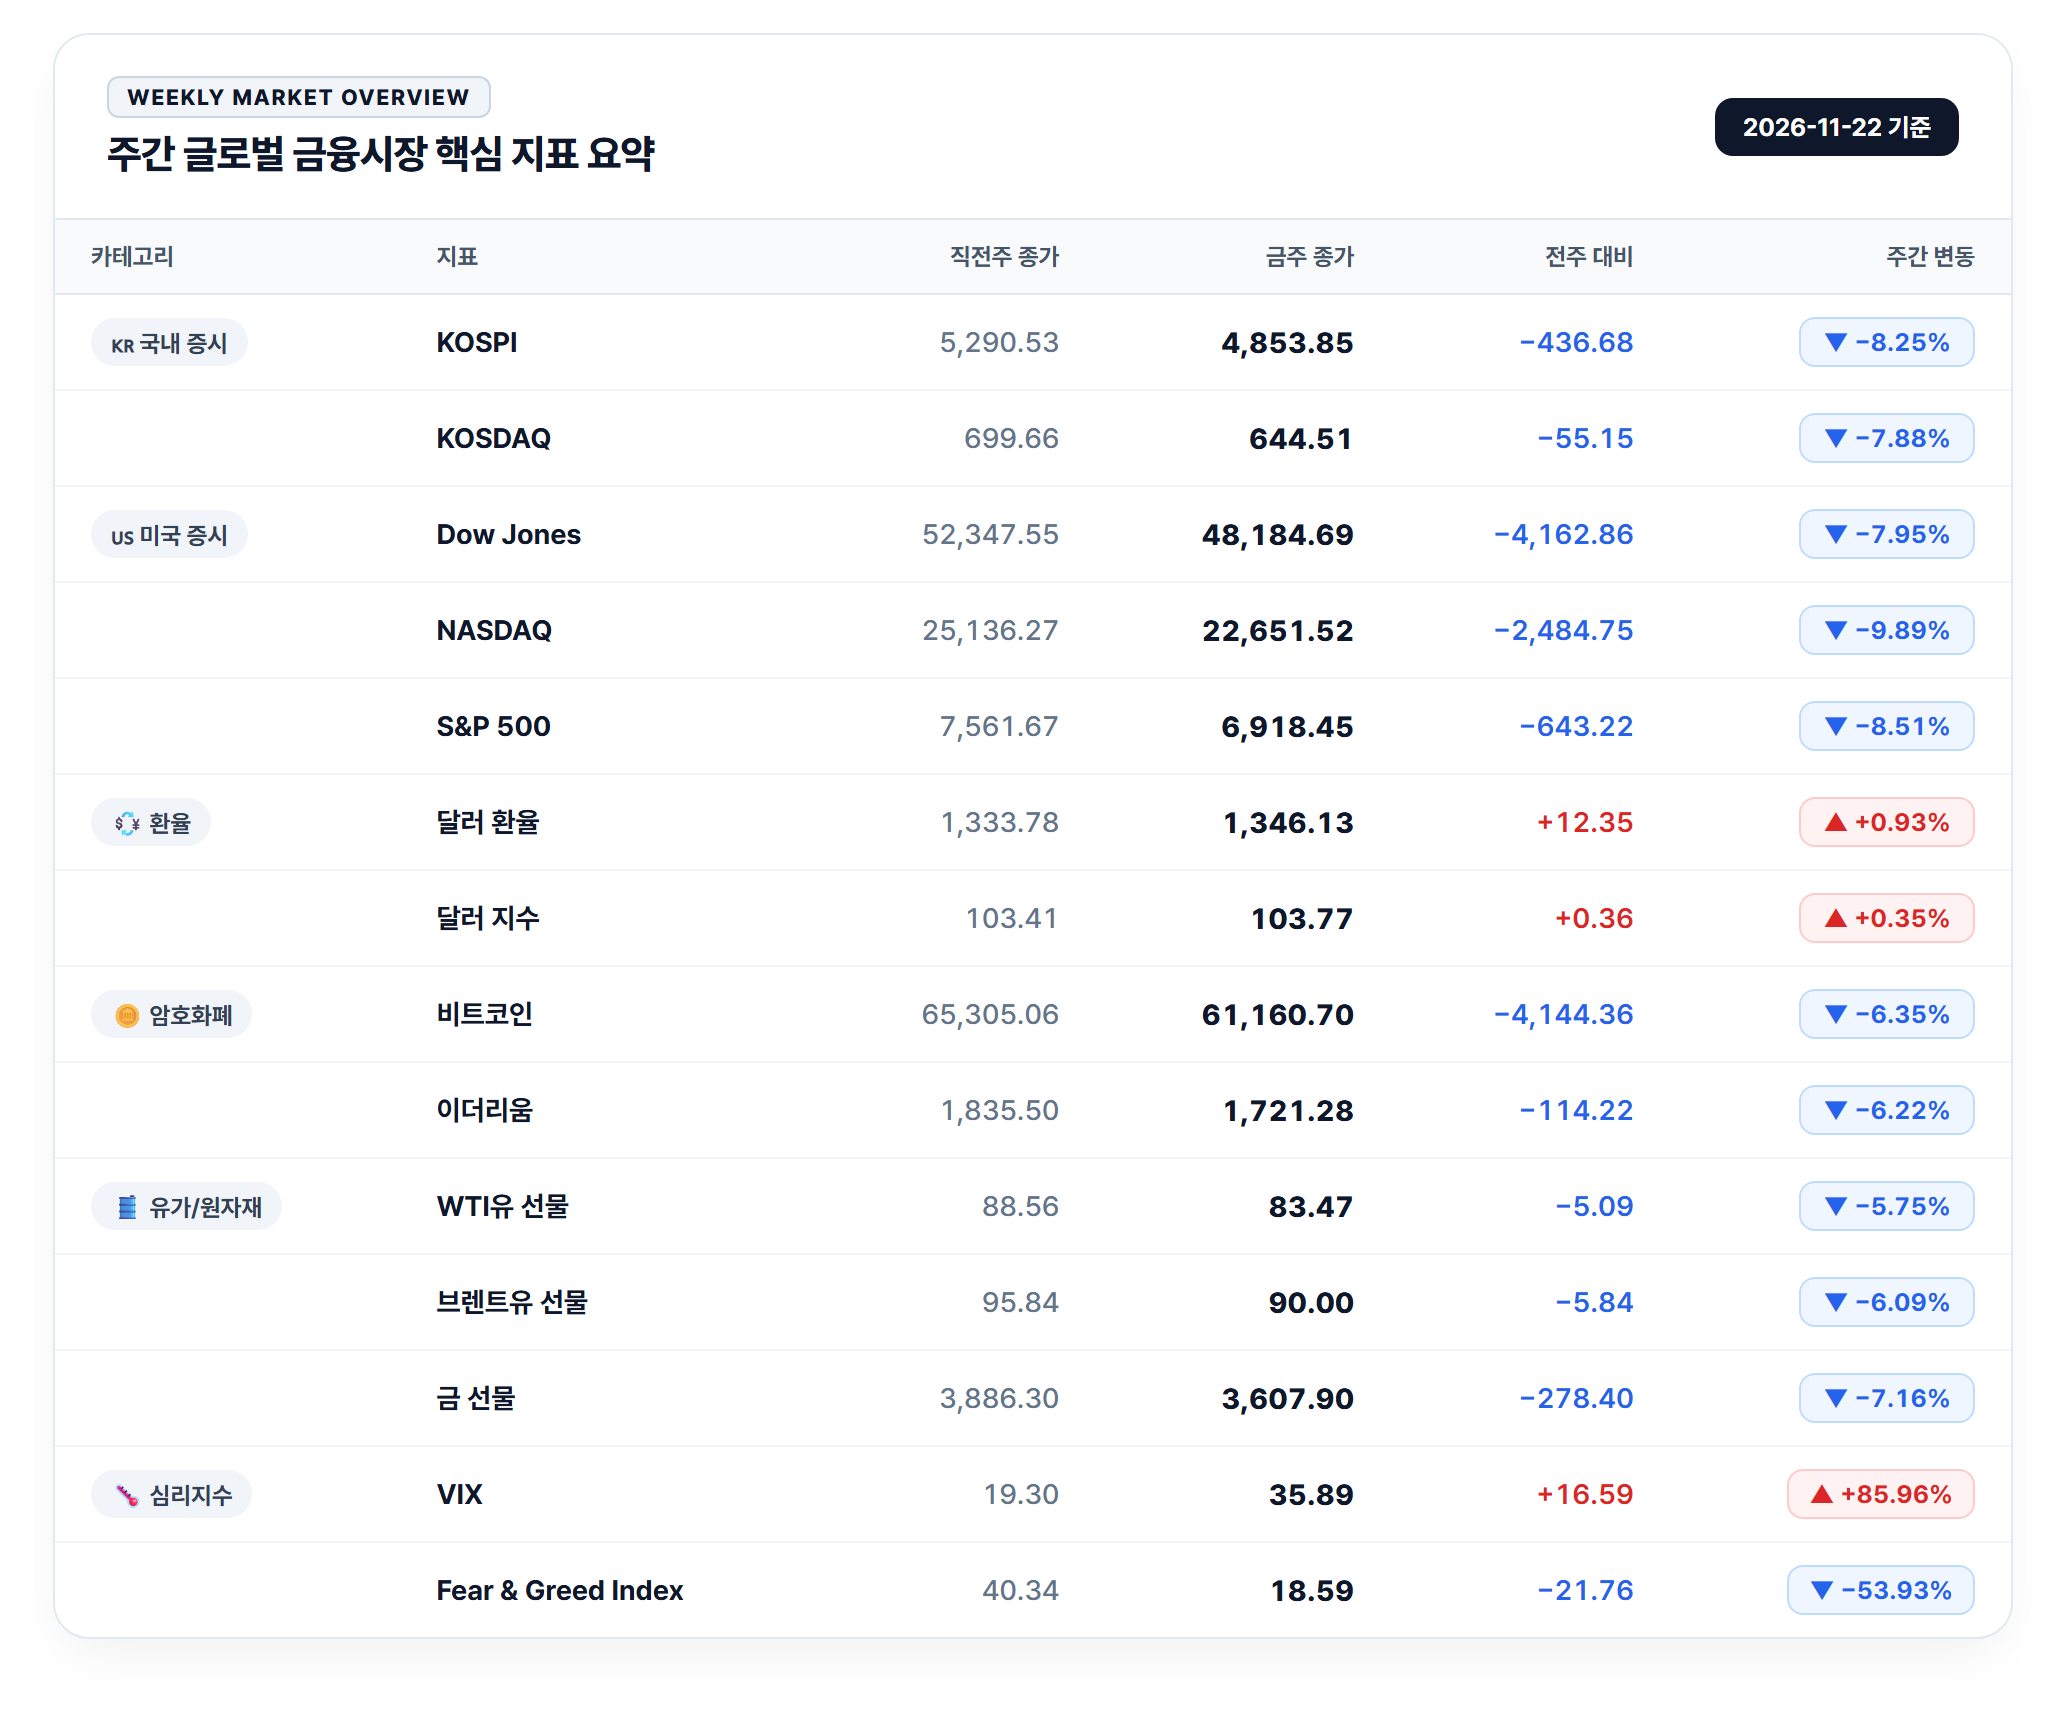 WEEKLY MARKET OVERVIEW
주간 글로벌 금융시장 핵심 지표 요약
2026-11-22 기준
카테고리 지표 직전주 종가 금주 종가 전주 대비 주간 변동
KR 국내 증시 KOSPI 5,290.53 4,853.85 −436.68 ▼ −8.25%
KOSDAQ 699.66 644.51 −55.15 ▼ −7.88%
US 미국 증시 Dow Jones 52,347.55 48,184.69 −4,162.86 ▼ −7.95%
NASDAQ 25,136.27 22,651.52 −2,484.75 ▼ −9.89%
S&P 500 7,561.67 6,918.45 −643.22 ▼ −8.51%
💱 환율 달러 환율 1,333.78 1,346.13 +12.35 ▲ +0.93%
달러 지수 103.41 103.77 +0.36 ▲ +0.35%
🪙 암호화폐 비트코인 65,305.06 61,160.70 −4,144.36 ▼ −6.35%
이더리움 1,835.50 1,721.28 −114.22 ▼ −6.22%
🛢️ 유가/원자재 WTI유 선물 88.56 83.47 −5.09 ▼ −5.75%
브렌트유 선물 95.84 90.00 −5.84 ▼ −6.09%
금 선물 3,886.30 3,607.90 −278.40 ▼ −7.16%
🌡️ 심리지수 VIX 19.30 35.89 +16.59 ▲ +85.96%
Fear & Greed Index 40.34 18.59 −21.76 ▼ −53.93%